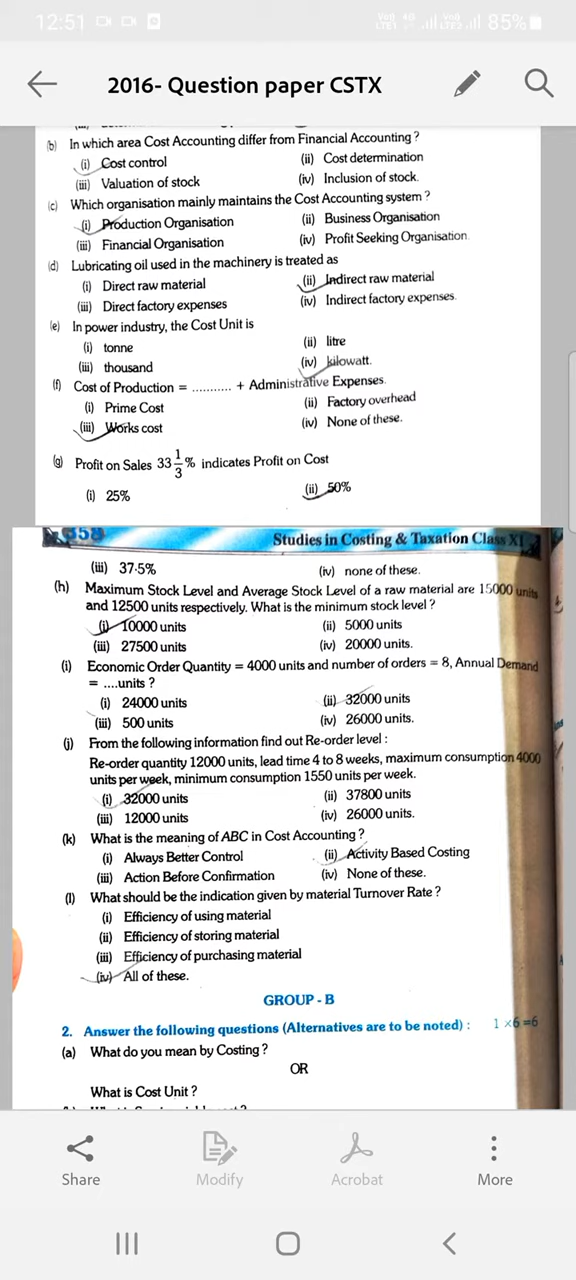 12:51 85%
2016- Question paper CSTX
(b) In which area Cost Accounting differ from Financial Accounting ?
(i) Cost control (ii) Cost determination
(iii) Valuation of stock (iv) Inclusion of stock.
(c) Which organisation mainly maintains the Cost Accounting system ?
(i) Production Organisation (ii) Business Organisation
(iii) Financial Organisation (iv) Profit Seeking Organisation
(d) Lubricating oil used in the machinery is treated as
(i) Direct raw material (ii) Indirect raw material
(iii) Direct factory expenses (iv) Indirect factory expenses.
(e) In power industry, the Cost Unit is
(i) tonne (ii) litre
(iii) thousand (iv) kilowatt.
(f) Cost of Production = ........... + Administrative Expenses.
(i) Prime Cost (ii) Factory overhead
(iii) Works cost (iv) None of these.
(g) Profit on Sales 33 1/3% indicates Profit on Cost
(i) 25% (ii) 50%
358 Studies in Costing & Taxation Class XI
(iii) 37·5% (iv) none of these.
(h) Maximum Stock Level and Average Stock Level of a raw material are 15000 units
and 12500 units respectively. What is the minimum stock level ?
(i) 10000 units (ii) 5000 units
(iii) 27500 units (iv) 20000 units.
(i) Economic Order Quantity = 4000 units and number of orders = 8, Annual Demand
= ....units ?
(i) 24000 units (ii) 32000 units
(iii) 500 units (iv) 26000 units.
(j) From the following information find out Re-order level :
Re-order quantity 12000 units, lead time 4 to 8 weeks, maximum consumption 4000
units per week, minimum consumption 1550 units per week.
(i) 32000 units (ii) 37800 units
(iii) 12000 units (iv) 26000 units.
(k) What is the meaning of ABC in Cost Accounting ?
(i) Always Better Control (ii) Activity Based Costing
(iii) Action Before Confirmation (iv) None of these.
(l) What should be the indication given by material Turnover Rate ?
(i) Efficiency of using material
(ii) Efficiency of storing material
(iii) Efficiency of purchasing material
(iv) All of these.
GROUP - B
2. Answer the following questions (Alternatives are to be noted) : 1×6=6
(a) What do you mean by Costing ?
OR
What is Cost Unit ?
Share Modify Acrobat More